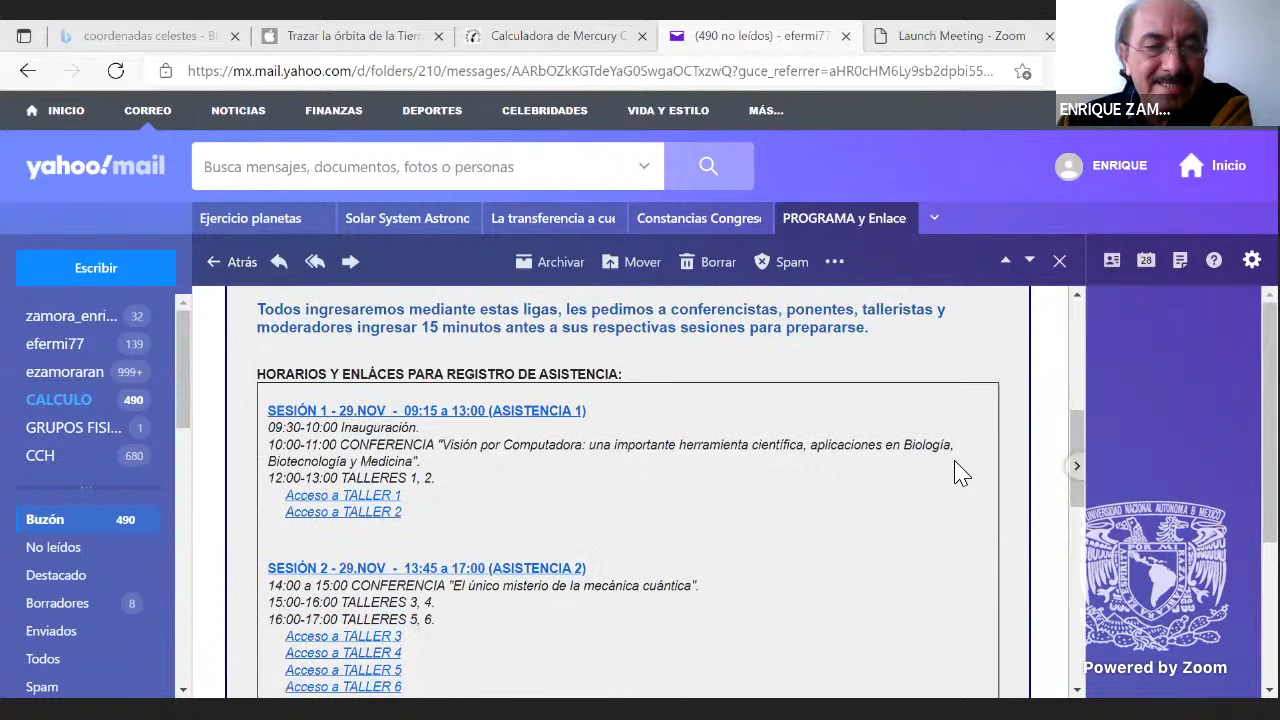 coordenadas celestes - Bi
Trazar la órbita de la Tierr
Calculadora de Mercury C
(490 no leídos) - efermi77
Launch Meeting - Zoom
https://mx.mail.yahoo.com/d/folders/210/messages/AARbOZkKGTdeYaG0SwgaOCTxzwQ?guce_referrer=aHR0cHM6Ly9sb2dpbi55...
ENRIQUE ZAM...
INICIO CORREO NOTICIAS FINANZAS DEPORTES CELEBRIDADES VIDA Y ESTILO MÁS...
yahoo!mail
Busca mensajes, documentos, fotos o personas
ENRIQUE
Inicio
Ejercicio planetas
Solar System Astronc
La transferencia a cue
Constancias Congreso
PROGRAMA y Enlace
Escribir
Atrás
Archivar
Mover
Borrar
Spam
28
zamora_enri... 32
efermi77 139
ezamoraran 999+
CALCULO 490
GRUPOS FISI... 1
CCH 680
Buzón 490
No leídos
Destacado
Borradores 8
Enviados
Todos
Spam
Todos ingresaremos mediante estas ligas, les pedimos a conferencistas, ponentes, talleristas y
moderadores ingresar 15 minutos antes a sus respectivas sesiones para prepararse.
HORARIOS Y ENLÁCES PARA REGISTRO DE ASISTENCIA:
SESIÓN 1 - 29.NOV - 09:15 a 13:00 (ASISTENCIA 1)
09:30-10:00 Inauguración.
10:00-11:00 CONFERENCIA "Visión por Computadora: una importante herramienta científica, aplicaciones en Biología,
Biotecnología y Medicina".
12:00-13:00 TALLERES 1, 2.
Acceso a TALLER 1
Acceso a TALLER 2
SESIÓN 2 - 29.NOV - 13:45 a 17:00 (ASISTENCIA 2)
14:00 a 15:00 CONFERENCIA "El único misterio de la mecánica cuántica".
15:00-16:00 TALLERES 3, 4.
16:00-17:00 TALLERES 5, 6.
Acceso a TALLER 3
Acceso a TALLER 4
Acceso a TALLER 5
Acceso a TALLER 6
UNIVERSIDAD NACIONAL AUTONOMA DE MEXICO
POR MI RAZA
Powered by Zoom